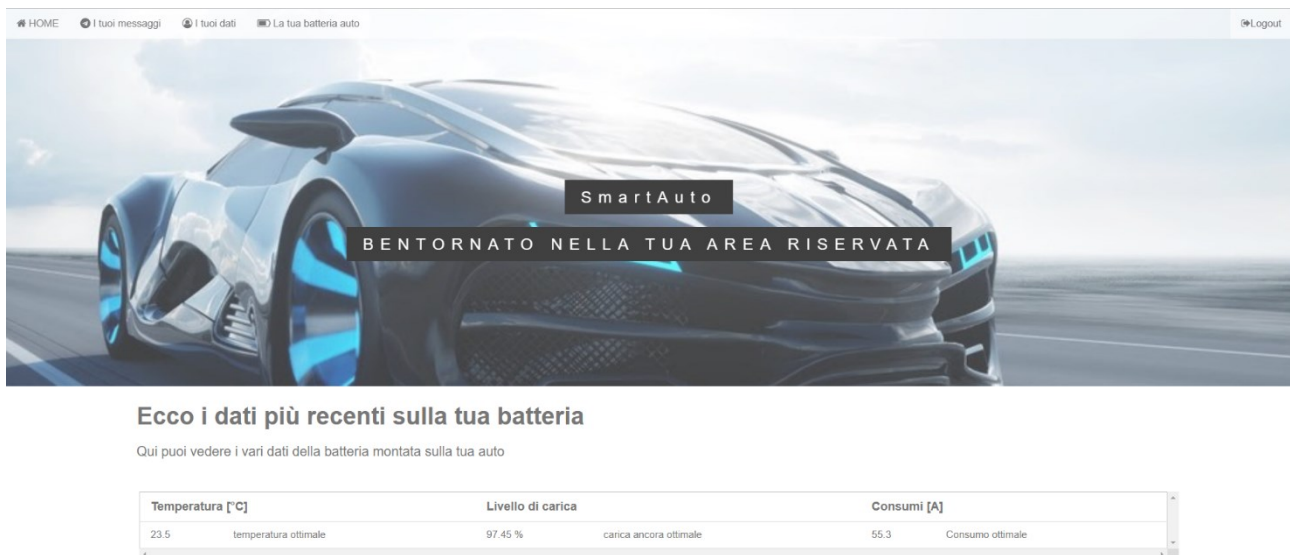 HOME I tuoi messaggi I tuoi dati La tua batteria auto Logout
SmartAuto
BENTORNATO NELLA TUA AREA RISERVATA
Ecco i dati più recenti sulla tua batteria
Qui puoi vedere i vari dati della batteria montata sulla tua auto
Temperatura [°C] Livello di carica Consumi [A]
23.5 temperatura ottimale 97.45 % carica ancora ottimale 55.3 Consumo ottimale